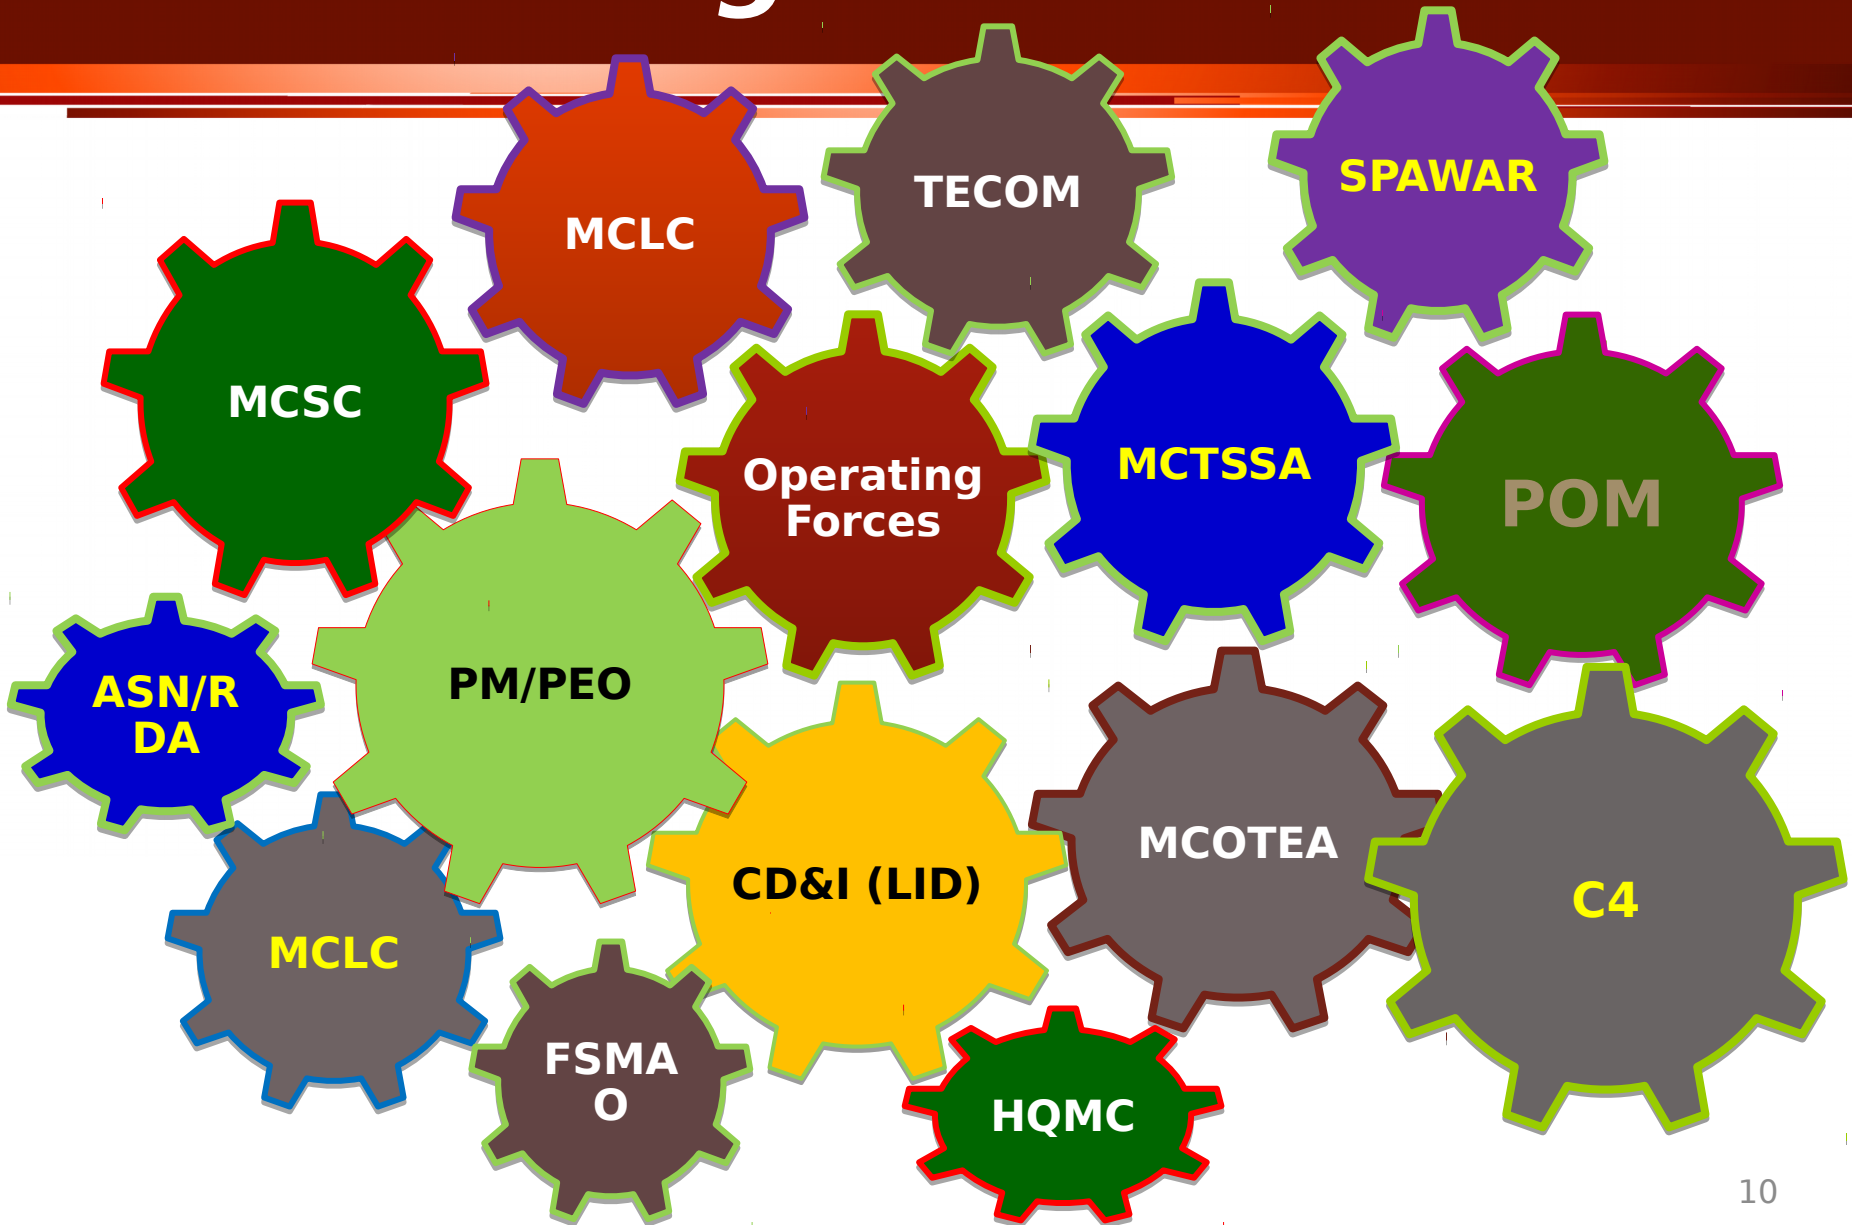 SPAWAR
TECOM
MCLC
MCSC
MCTSSA
Operating
Forces
POM
PM/PEO
ASN/R
DA
MCOTEA
CD&I (LID)
C4
MCLC
FSMA
O
HQMC
10